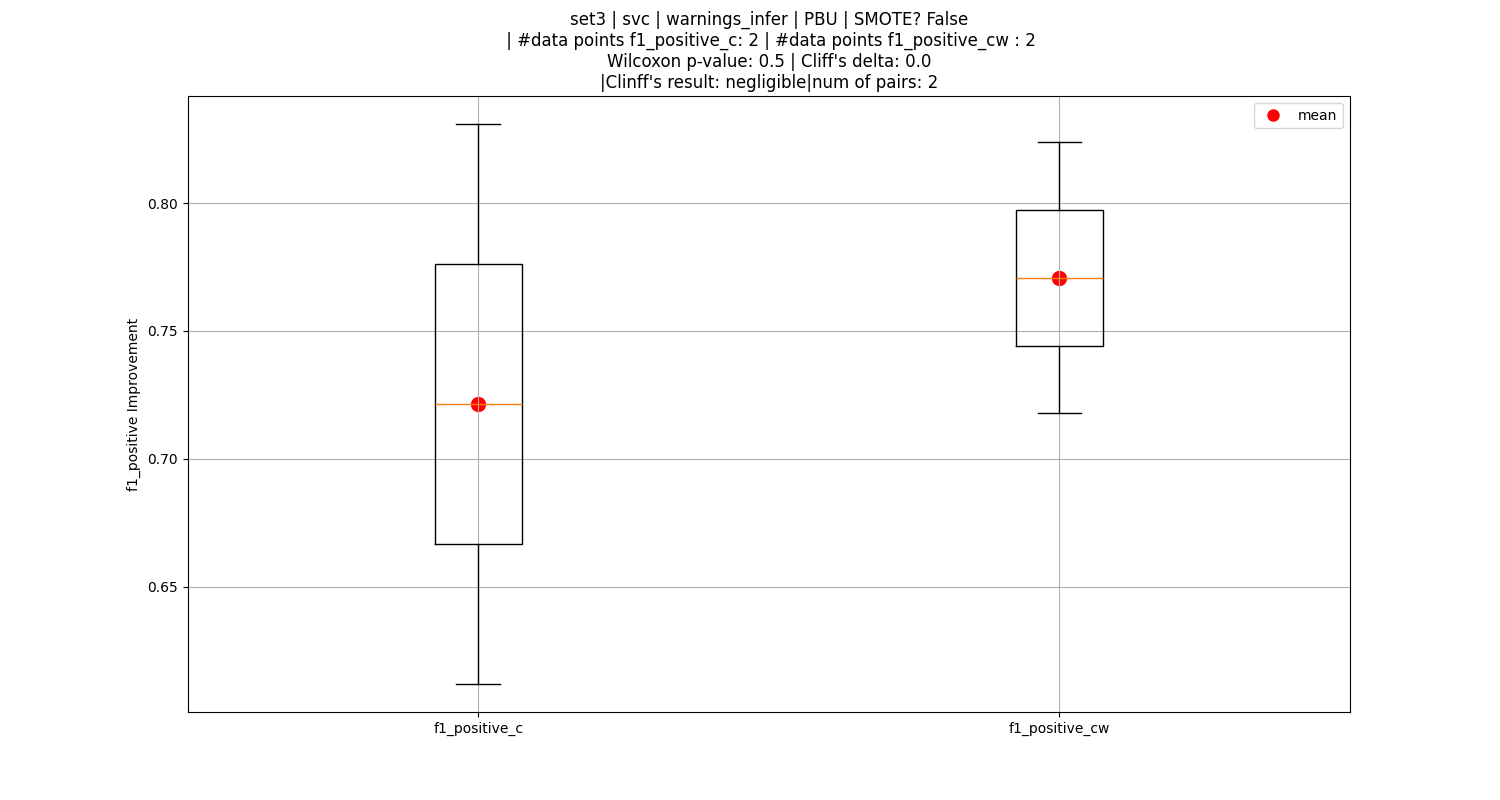 set3 | svc | warnings_infer | PBU | SMOTE? False
| #data points f1_positive_c: 2 | #data points f1_positive_cw : 2
Wilcoxon p-value: 0.5 | Cliff's delta: 0.0
|Clinff's result: negligible|num of pairs: 2
mean
0.80
0.75
0.70
0.65
f1_positive Improvement
f1_positive_c
f1_positive_cw